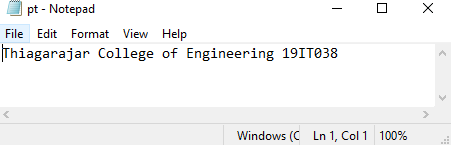 pt - Notepad
File Edit Format View Help
Thiagarajar College of Engineering 19IT038
Windows (C Ln 1, Col 1 100%